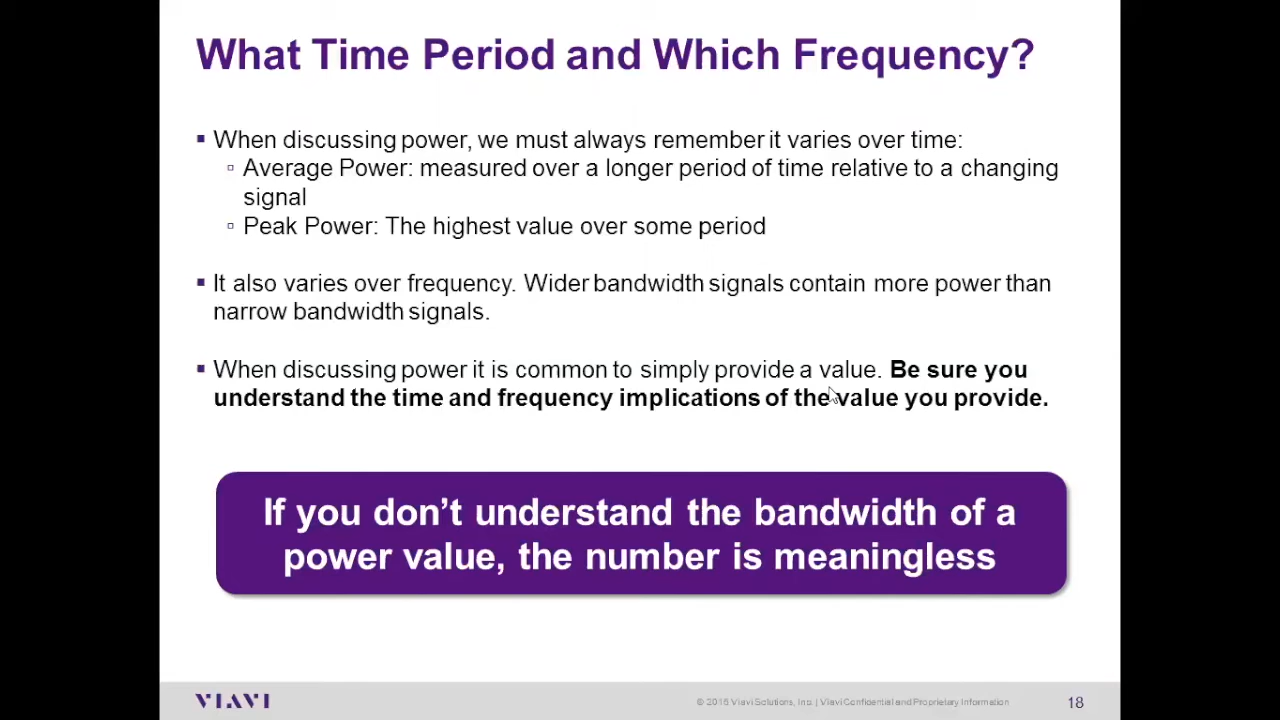 What Time Period and Which Frequency?
When discussing power, we must always remember it varies over time:
Average Power: measured over a longer period of time relative to a changing
signal
Peak Power: The highest value over some period
It also varies over frequency. Wider bandwidth signals contain more power than
narrow bandwidth signals.
When discussing power it is common to simply provide a value. Be sure you
understand the time and frequency implications of the value you provide.
If you don’t understand the bandwidth of a
power value, the number is meaningless
VIAVI
© 2016 Viavi Solutions, Inc. | Viavi Confidential and Proprietary Information
18